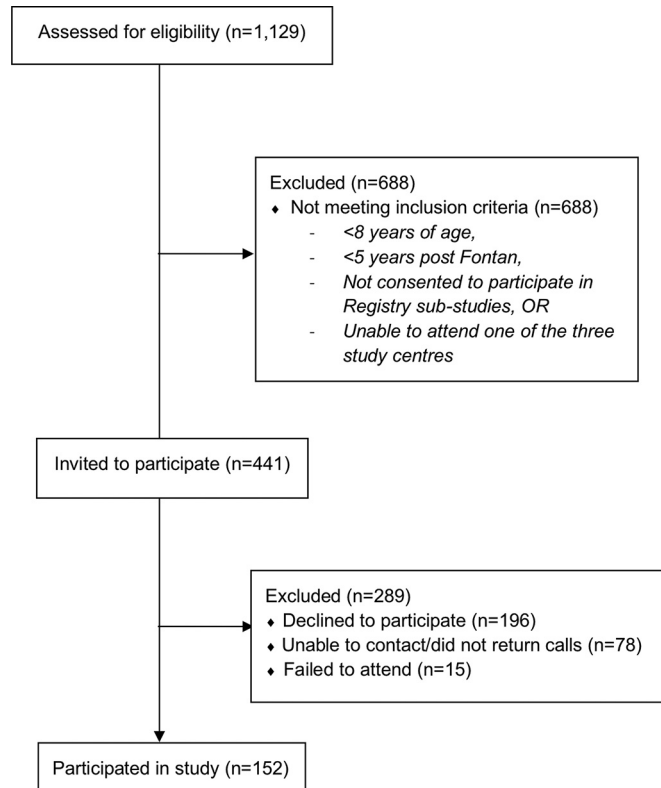 Assessed for eligibility (n=1,129)
Excluded (n=688)
♦ Not meeting inclusion criteria (n=688)
- <8 years of age,
- <5 years post Fontan,
- Not consented to participate in
Registry sub-studies, OR
- Unable to attend one of the three
study centres
Invited to participate (n=441)
Excluded (n=289)
♦ Declined to participate (n=196)
♦ Unable to contact/did not return calls (n=78)
♦ Failed to attend (n=15)
Participated in study (n=152)